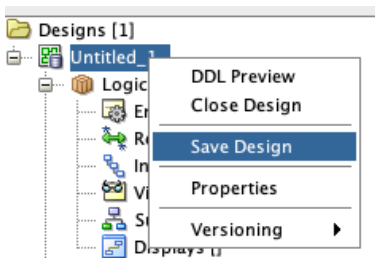 Designs [1]
Untitled_1
DDL Preview
Close Design
Save Design
Properties
Versioning
Logic
Displays []